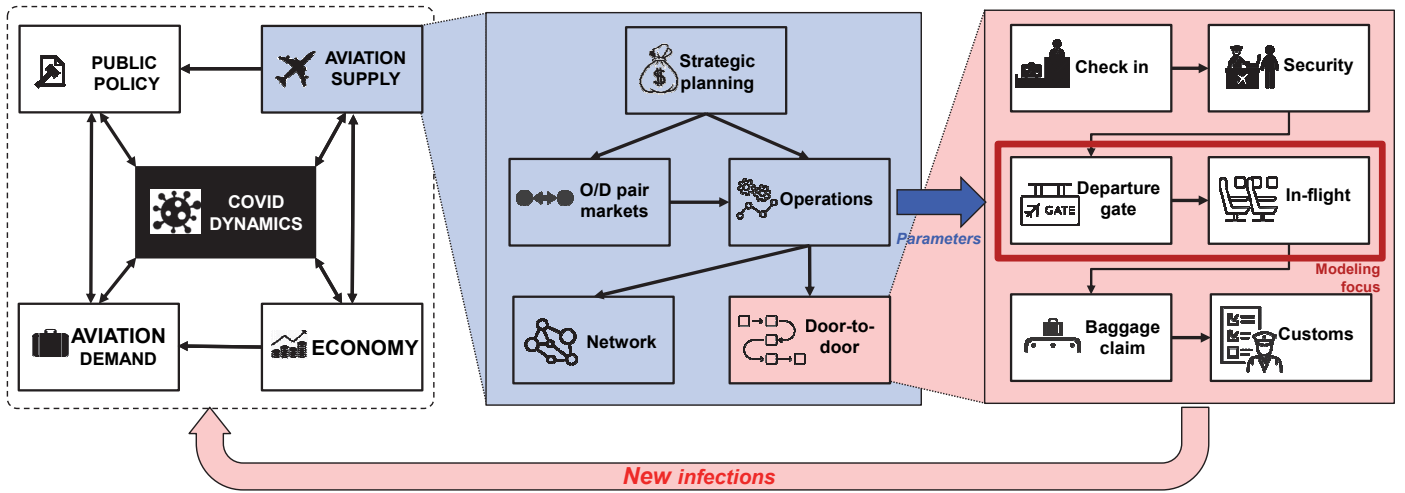 PUBLIC
POLICY
AVIATION
SUPPLY
COVID
DYNAMICS
AVIATION
DEMAND
ECONOMY
$
Strategic
planning
O/D pair
markets
Operations
Parameters
Network
Door-to-
door
Check in
Security
GATE
Departure
gate
In-flight
Modeling
focus
Baggage
claim
Customs
New infections